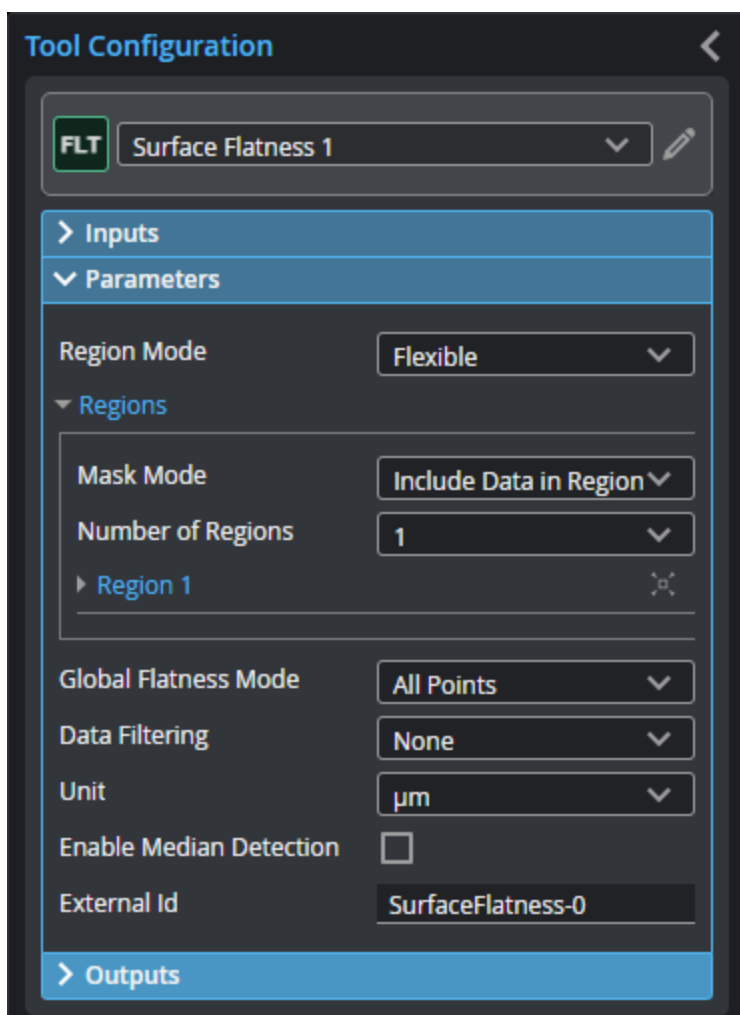 Tool Configuration
FLT Surface Flatness 1
Inputs
Parameters
Region Mode Flexible
Regions
Mask Mode Include Data in Region
Number of Regions 1
Region 1
Global Flatness Mode All Points
Data Filtering None
Unit µm
Enable Median Detection
External Id SurfaceFlatness-0
Outputs